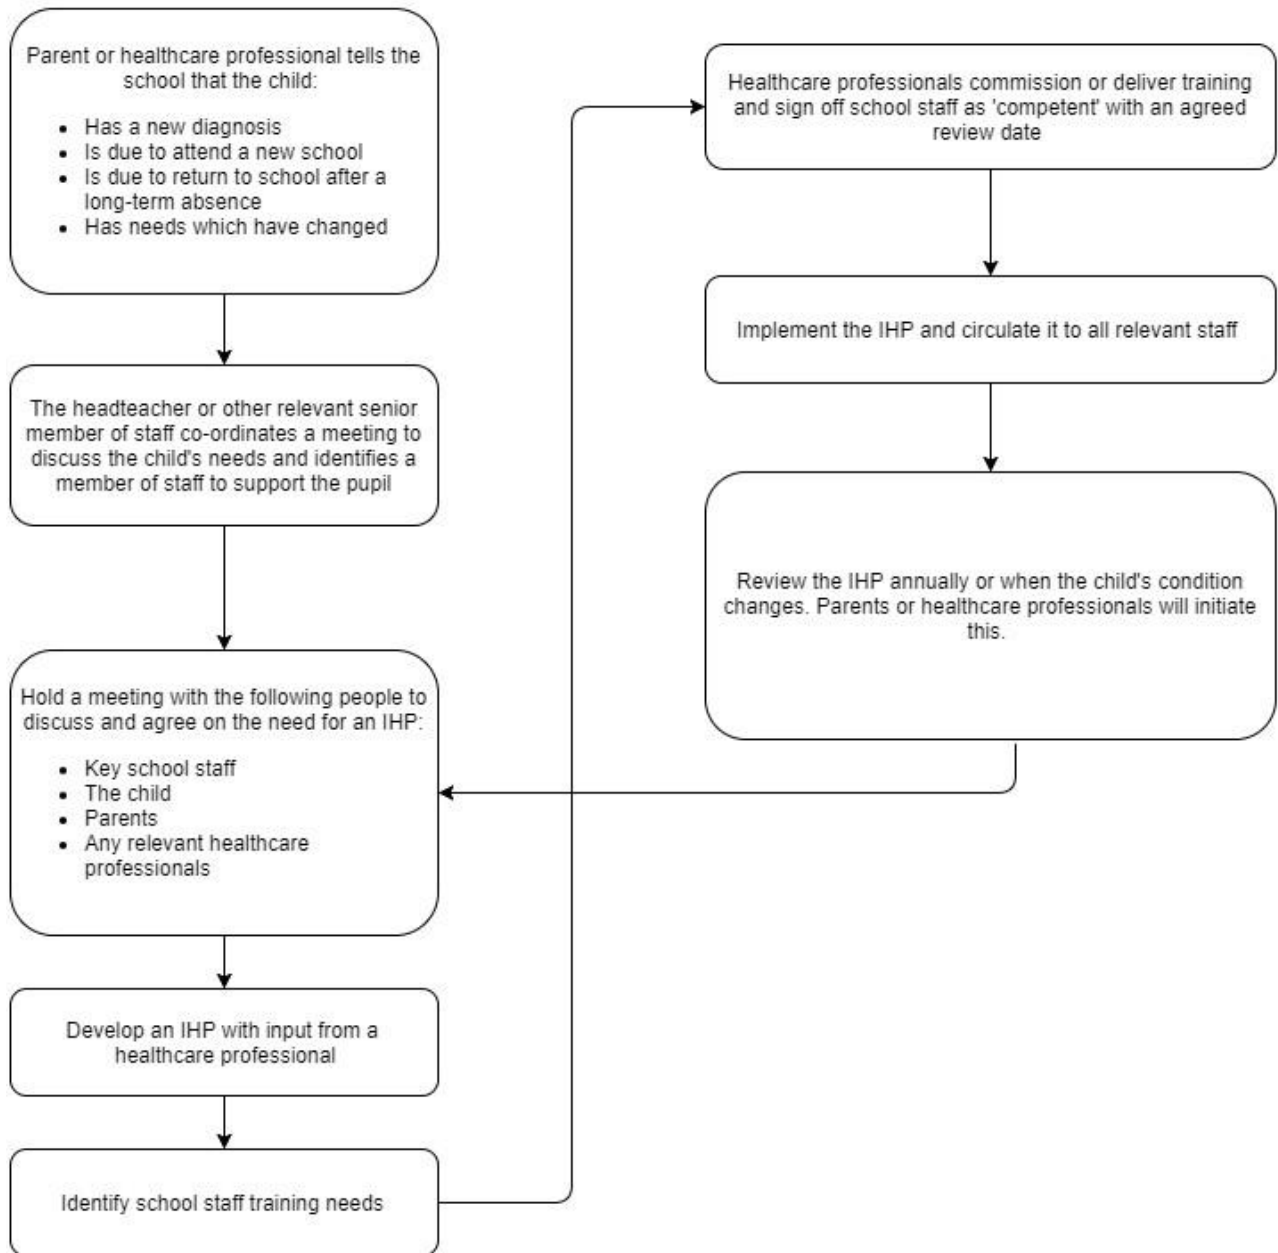 Parent or healthcare professional tells the
school that the child:
• Has a new diagnosis
• Is due to attend a new school
• Is due to return to school after a
long-term absence
• Has needs which have changed
The headteacher or other relevant senior
member of staff co-ordinates a meeting to
discuss the child's needs and identifies a
member of staff to support the pupil
Hold a meeting with the following people to
discuss and agree on the need for an IHP:
• Key school staff
• The child
• Parents
• Any relevant healthcare
professionals
Develop an IHP with input from a
healthcare professional
Identify school staff training needs
Healthcare professionals commission or deliver training
and sign off school staff as 'competent' with an agreed
review date
Implement the IHP and circulate it to all relevant staff
Review the IHP annually or when the child's condition
changes. Parents or healthcare professionals will initiate
this.